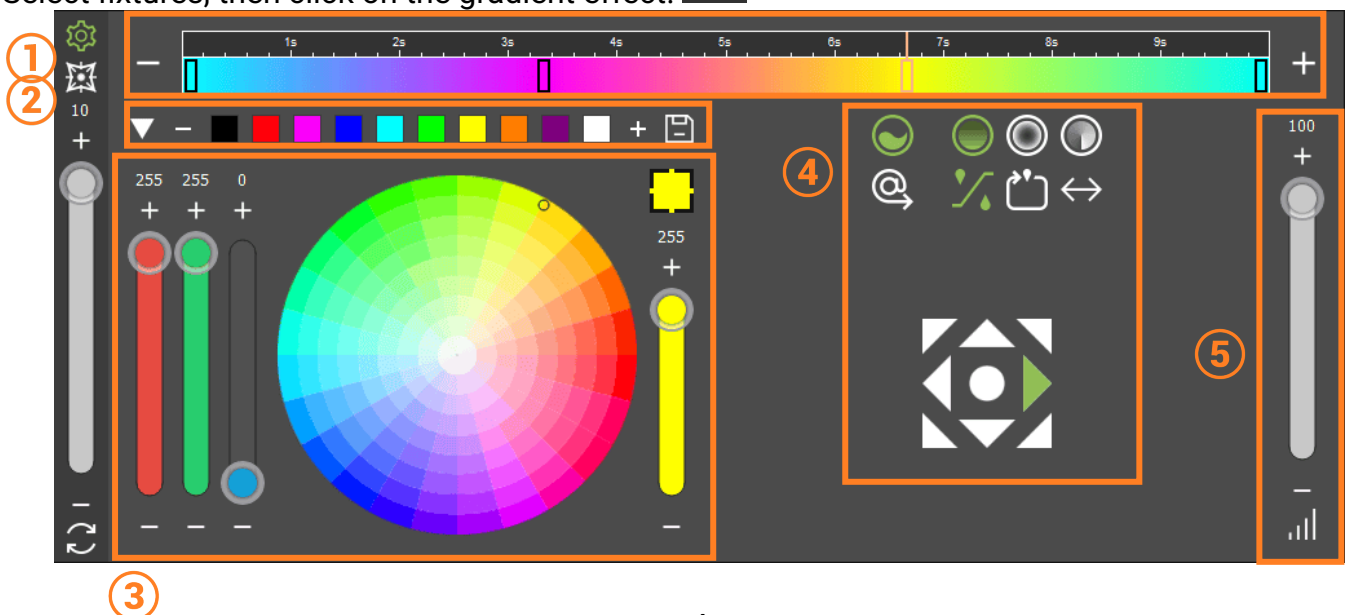 Select fixtures, then click on the gradient effect.
1s 2s 3s 4s 5s 6s 7s 8s 9s
1
2
10
100
4
255 255 0
255
5
3